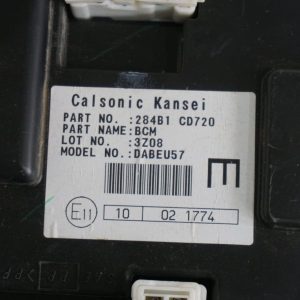 Calsonic Kansei
PART NO. :284B1 CD720
PART NAME:BCM
LOT NO. :3Z08
MODEL NO.:DABEU57
E
E11 10 02 1774